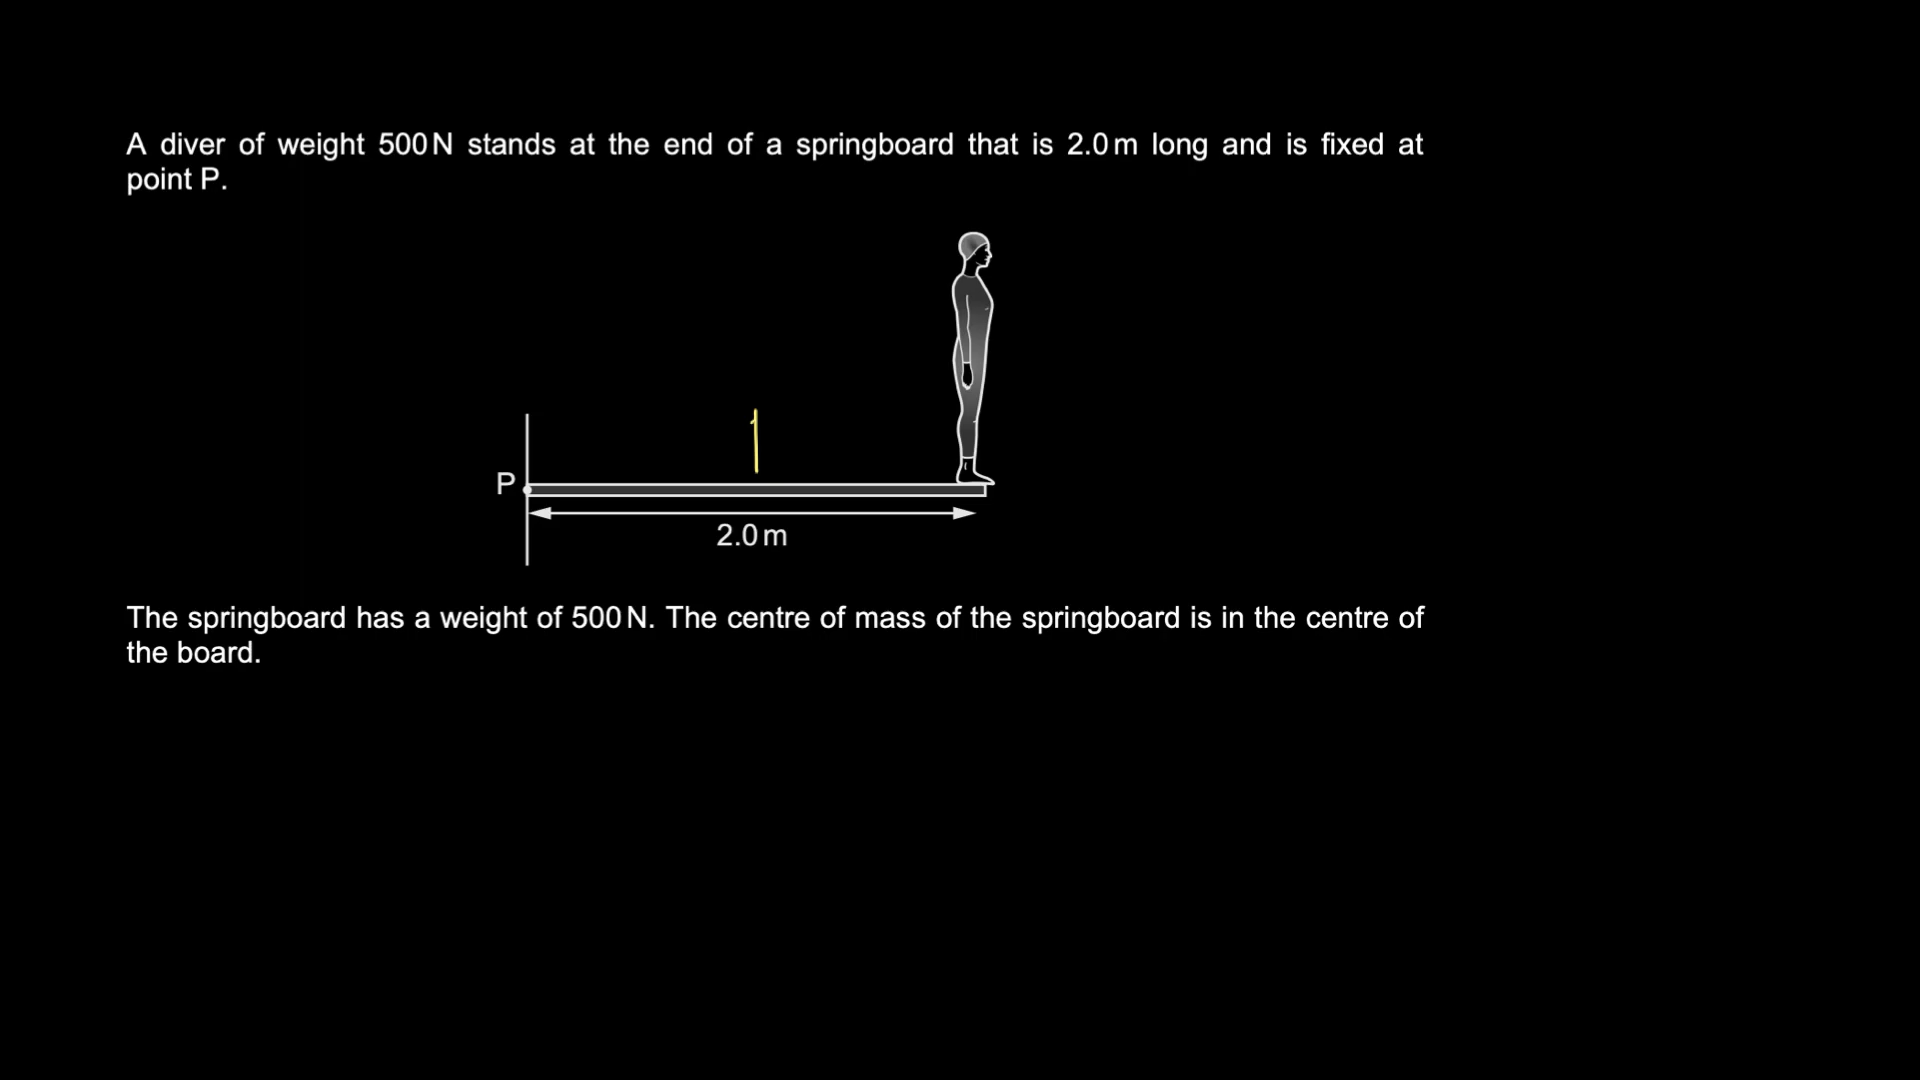 A diver of weight 500 N stands at the end of a springboard that is 2.0 m long and is fixed at
point P.
P
2.0 m
The springboard has a weight of 500 N. The centre of mass of the springboard is in the centre of
the board.